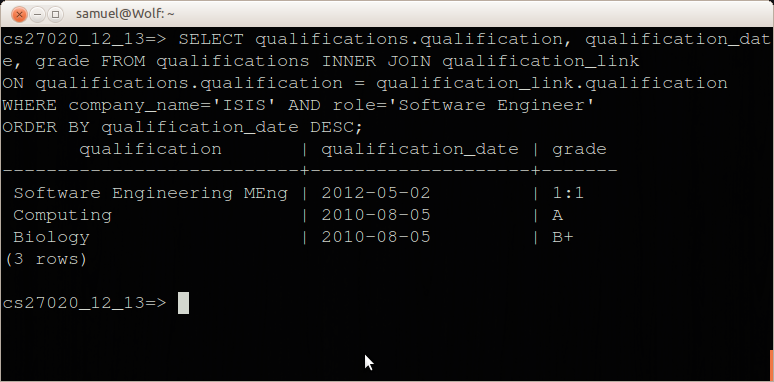 samuel@Wolf: ~
cs27020_12_13=> SELECT qualifications.qualification, qualification_dat
e, grade FROM qualifications INNER JOIN qualification_link
ON qualifications.qualification = qualification_link.qualification
WHERE company_name='ISIS' AND role='Software Engineer'
ORDER BY qualification_date DESC;
qualification | qualification_date | grade
---------------------------+--------------------+-------
Software Engineering MEng | 2012-05-02 | 1:1
Computing | 2010-08-05 | A
Biology | 2010-08-05 | B+
(3 rows)
cs27020_12_13=>